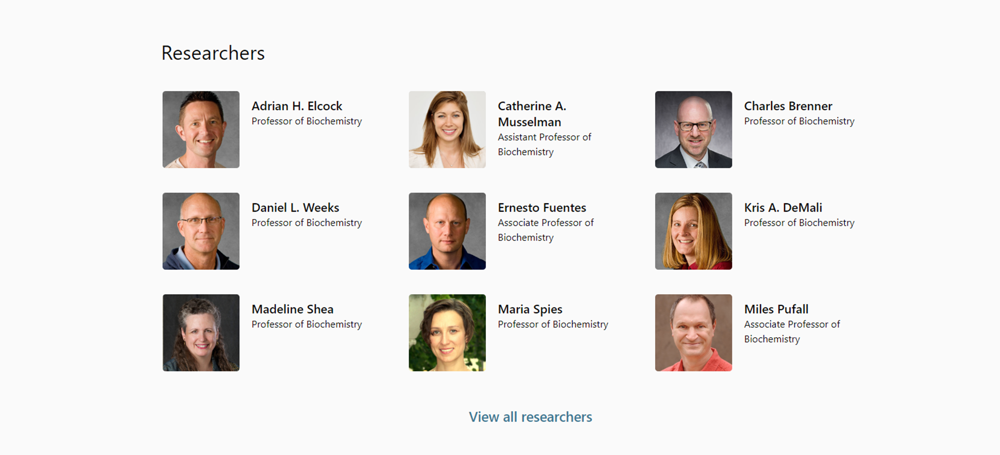 Researchers
Adrian H. Elcock
Professor of Biochemistry
Catherine A.
Musselman
Assistant Professor of
Biochemistry
Charles Brenner
Professor of Biochemistry
Daniel L. Weeks
Professor of Biochemistry
Ernesto Fuentes
Associate Professor of
Biochemistry
Kris A. DeMali
Professor of Biochemistry
Madeline Shea
Professor of Biochemistry
Maria Spies
Professor of Biochemistry
Miles Pufall
Associate Professor of
Biochemistry
View all researchers